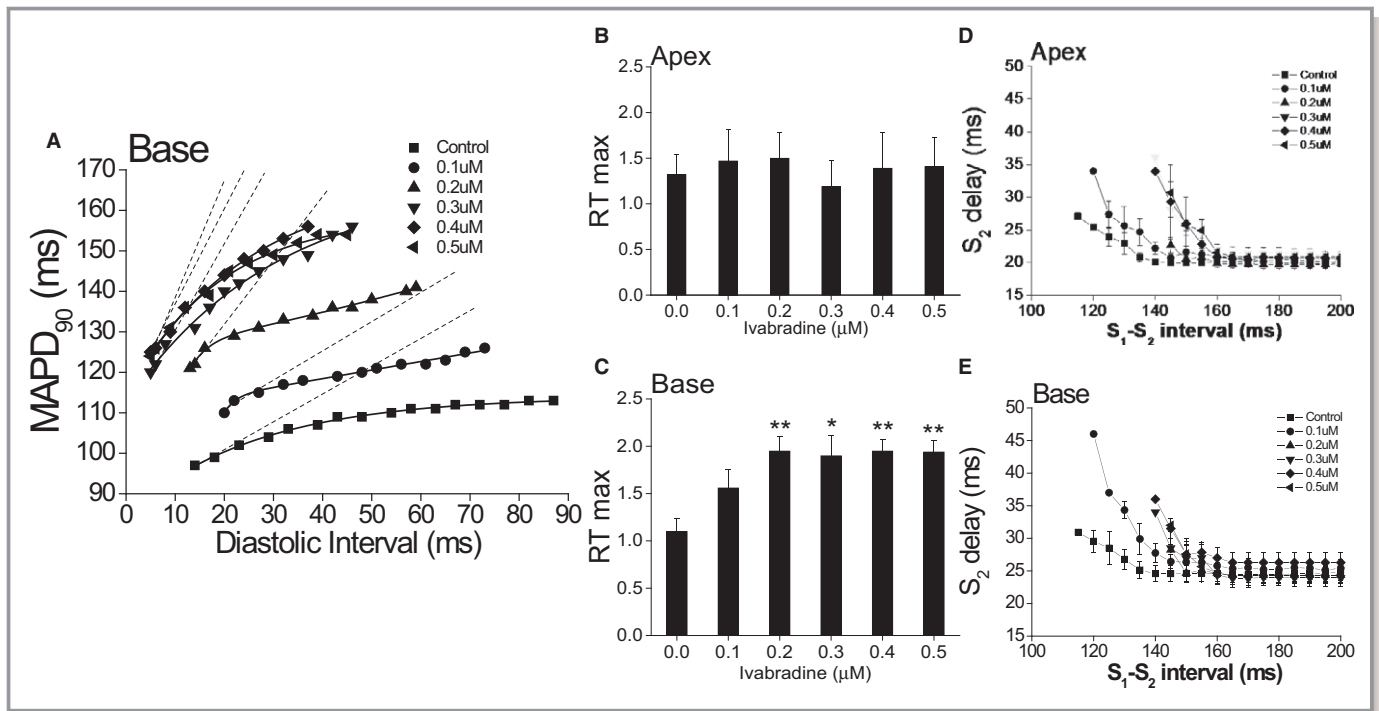 A
Base
MAPD90 (ms)
170
160
150
140
130
120
110
100
90
0 10 20 30 40 50 60 70 80 90
Diastolic Interval (ms)
Control
0.1uM
0.2uM
0.3uM
0.4uM
0.5uM
B
Apex
RT max
2.5
2.0
1.5
1.0
0.5
0.0
0.0 0.1 0.2 0.3 0.4 0.5
Ivabradine (μM)
C
Base
RT max
2.5
2.0
1.5
1.0
0.5
0.0
** * ** **
0.0 0.1 0.2 0.3 0.4 0.5
Ivabradine (μM)
D
Apex
S2 delay (ms)
50
45
40
35
30
25
20
15
100 120 140 160 180 200
S1-S2 interval (ms)
Control
0.1uM
0.2uM
0.3uM
0.4uM
0.5uM
E
Base
S2 delay (ms)
50
45
40
35
30
25
20
15
100 120 140 160 180 200
S1-S2 interval (ms)
Control
0.1uM
0.2uM
0.3uM
0.4uM
0.5uM